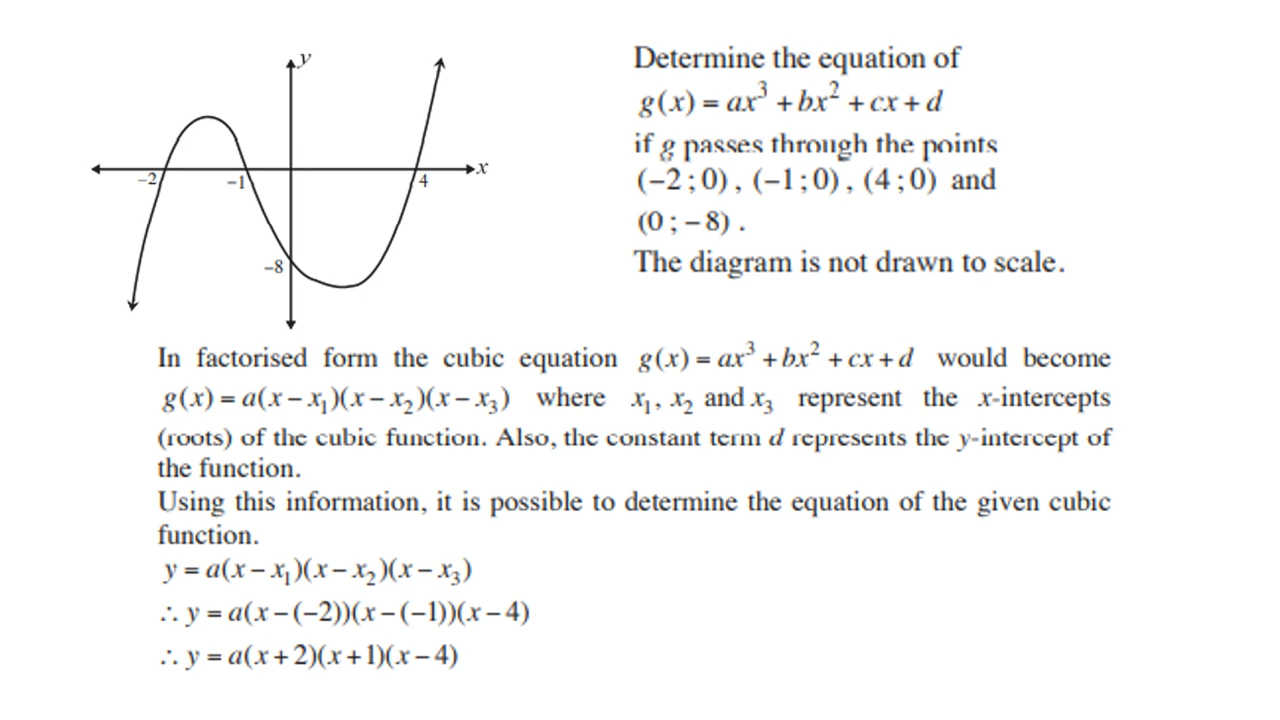 y
x
−2
−1
4
−8
Determine the equation of
g(x) = ax³ + bx² + cx + d
if g passes through the points
(−2 ; 0) , (−1 ; 0) , (4 ; 0) and
(0 ; − 8) .
The diagram is not drawn to scale.
In factorised form the cubic equation g(x) = ax³ + bx² + cx + d would become
g(x) = a(x − x₁)(x − x₂)(x − x₃) where x₁, x₂ and x₃ represent the x-intercepts
(roots) of the cubic function. Also, the constant term d represents the y-intercept of
the function.
Using this information, it is possible to determine the equation of the given cubic
function.
y = a(x − x₁)(x − x₂)(x − x₃)
∴ y = a(x − (−2))(x − (−1))(x − 4)
∴ y = a(x + 2)(x + 1)(x − 4)